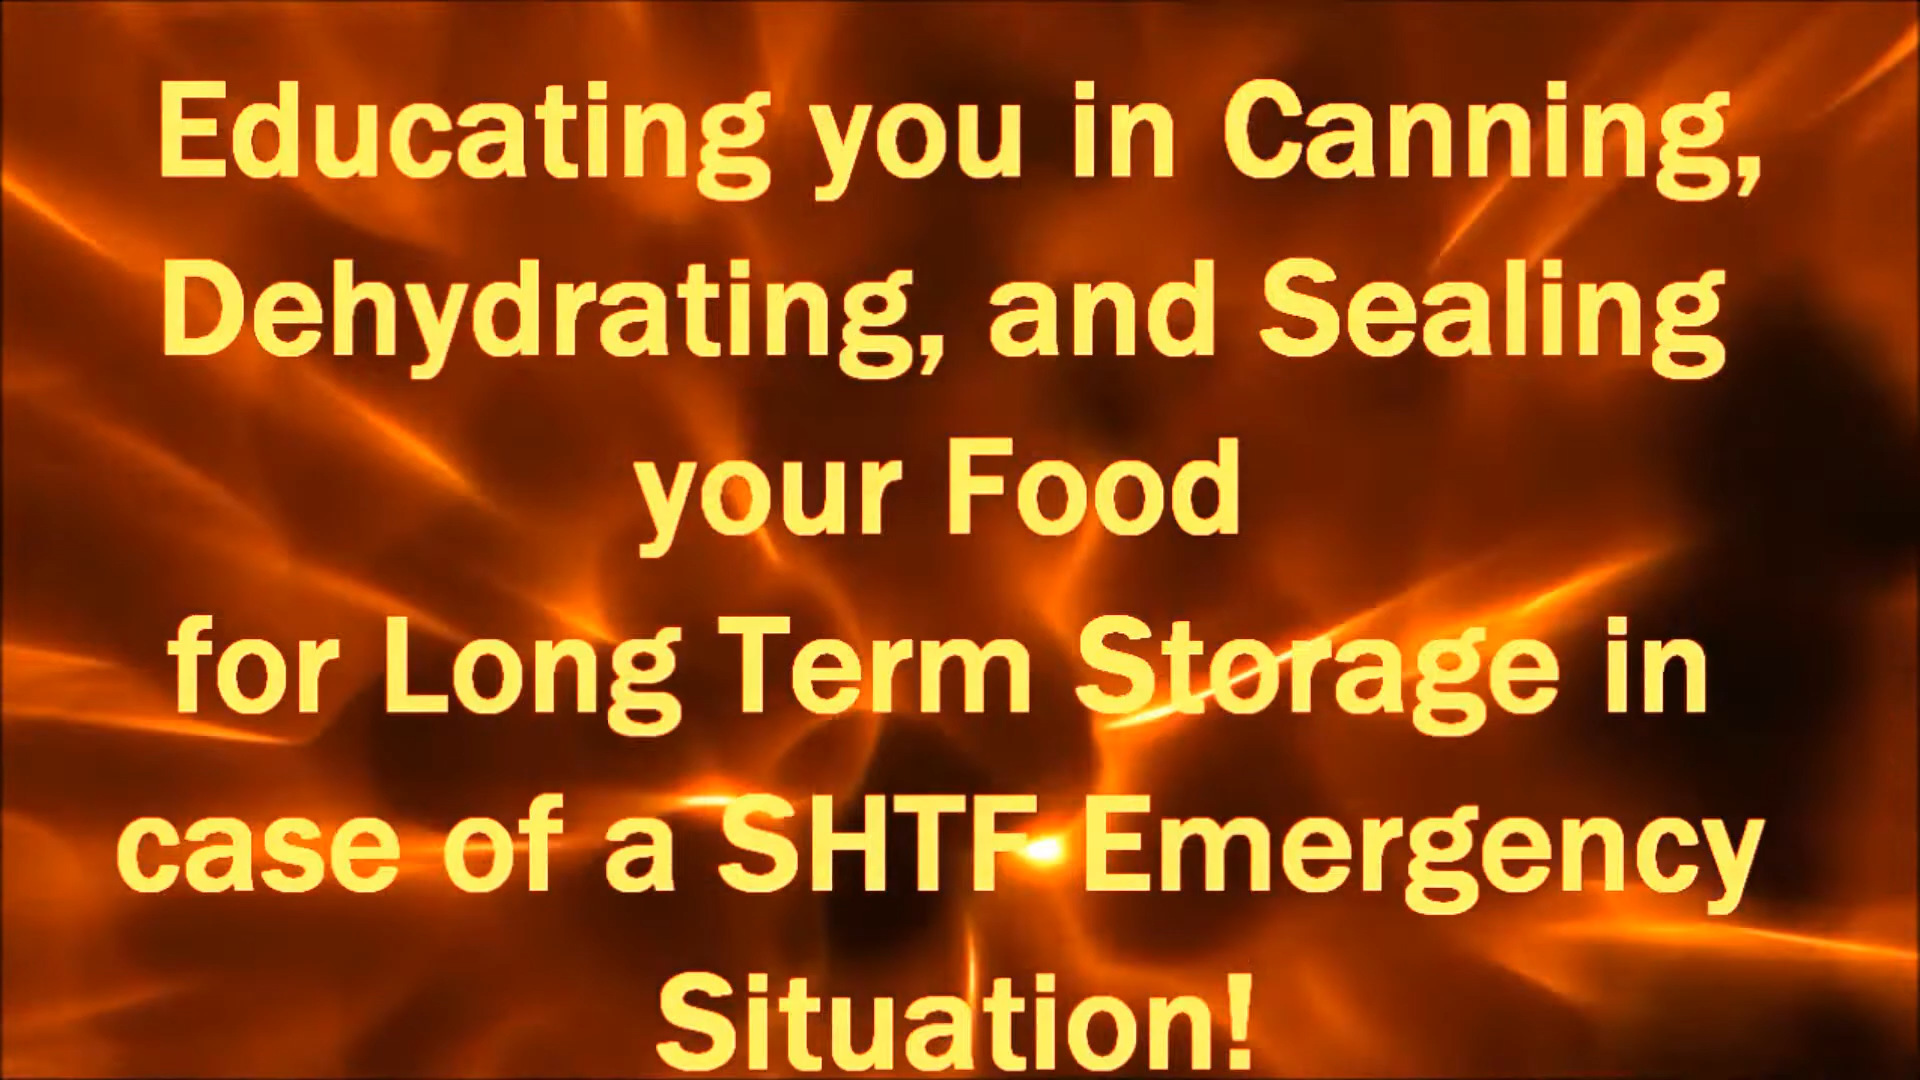 Educating you in Canning,
Dehydrating, and Sealing
your Food
for Long Term Storage in
case of a SHTF Emergency
Situation!